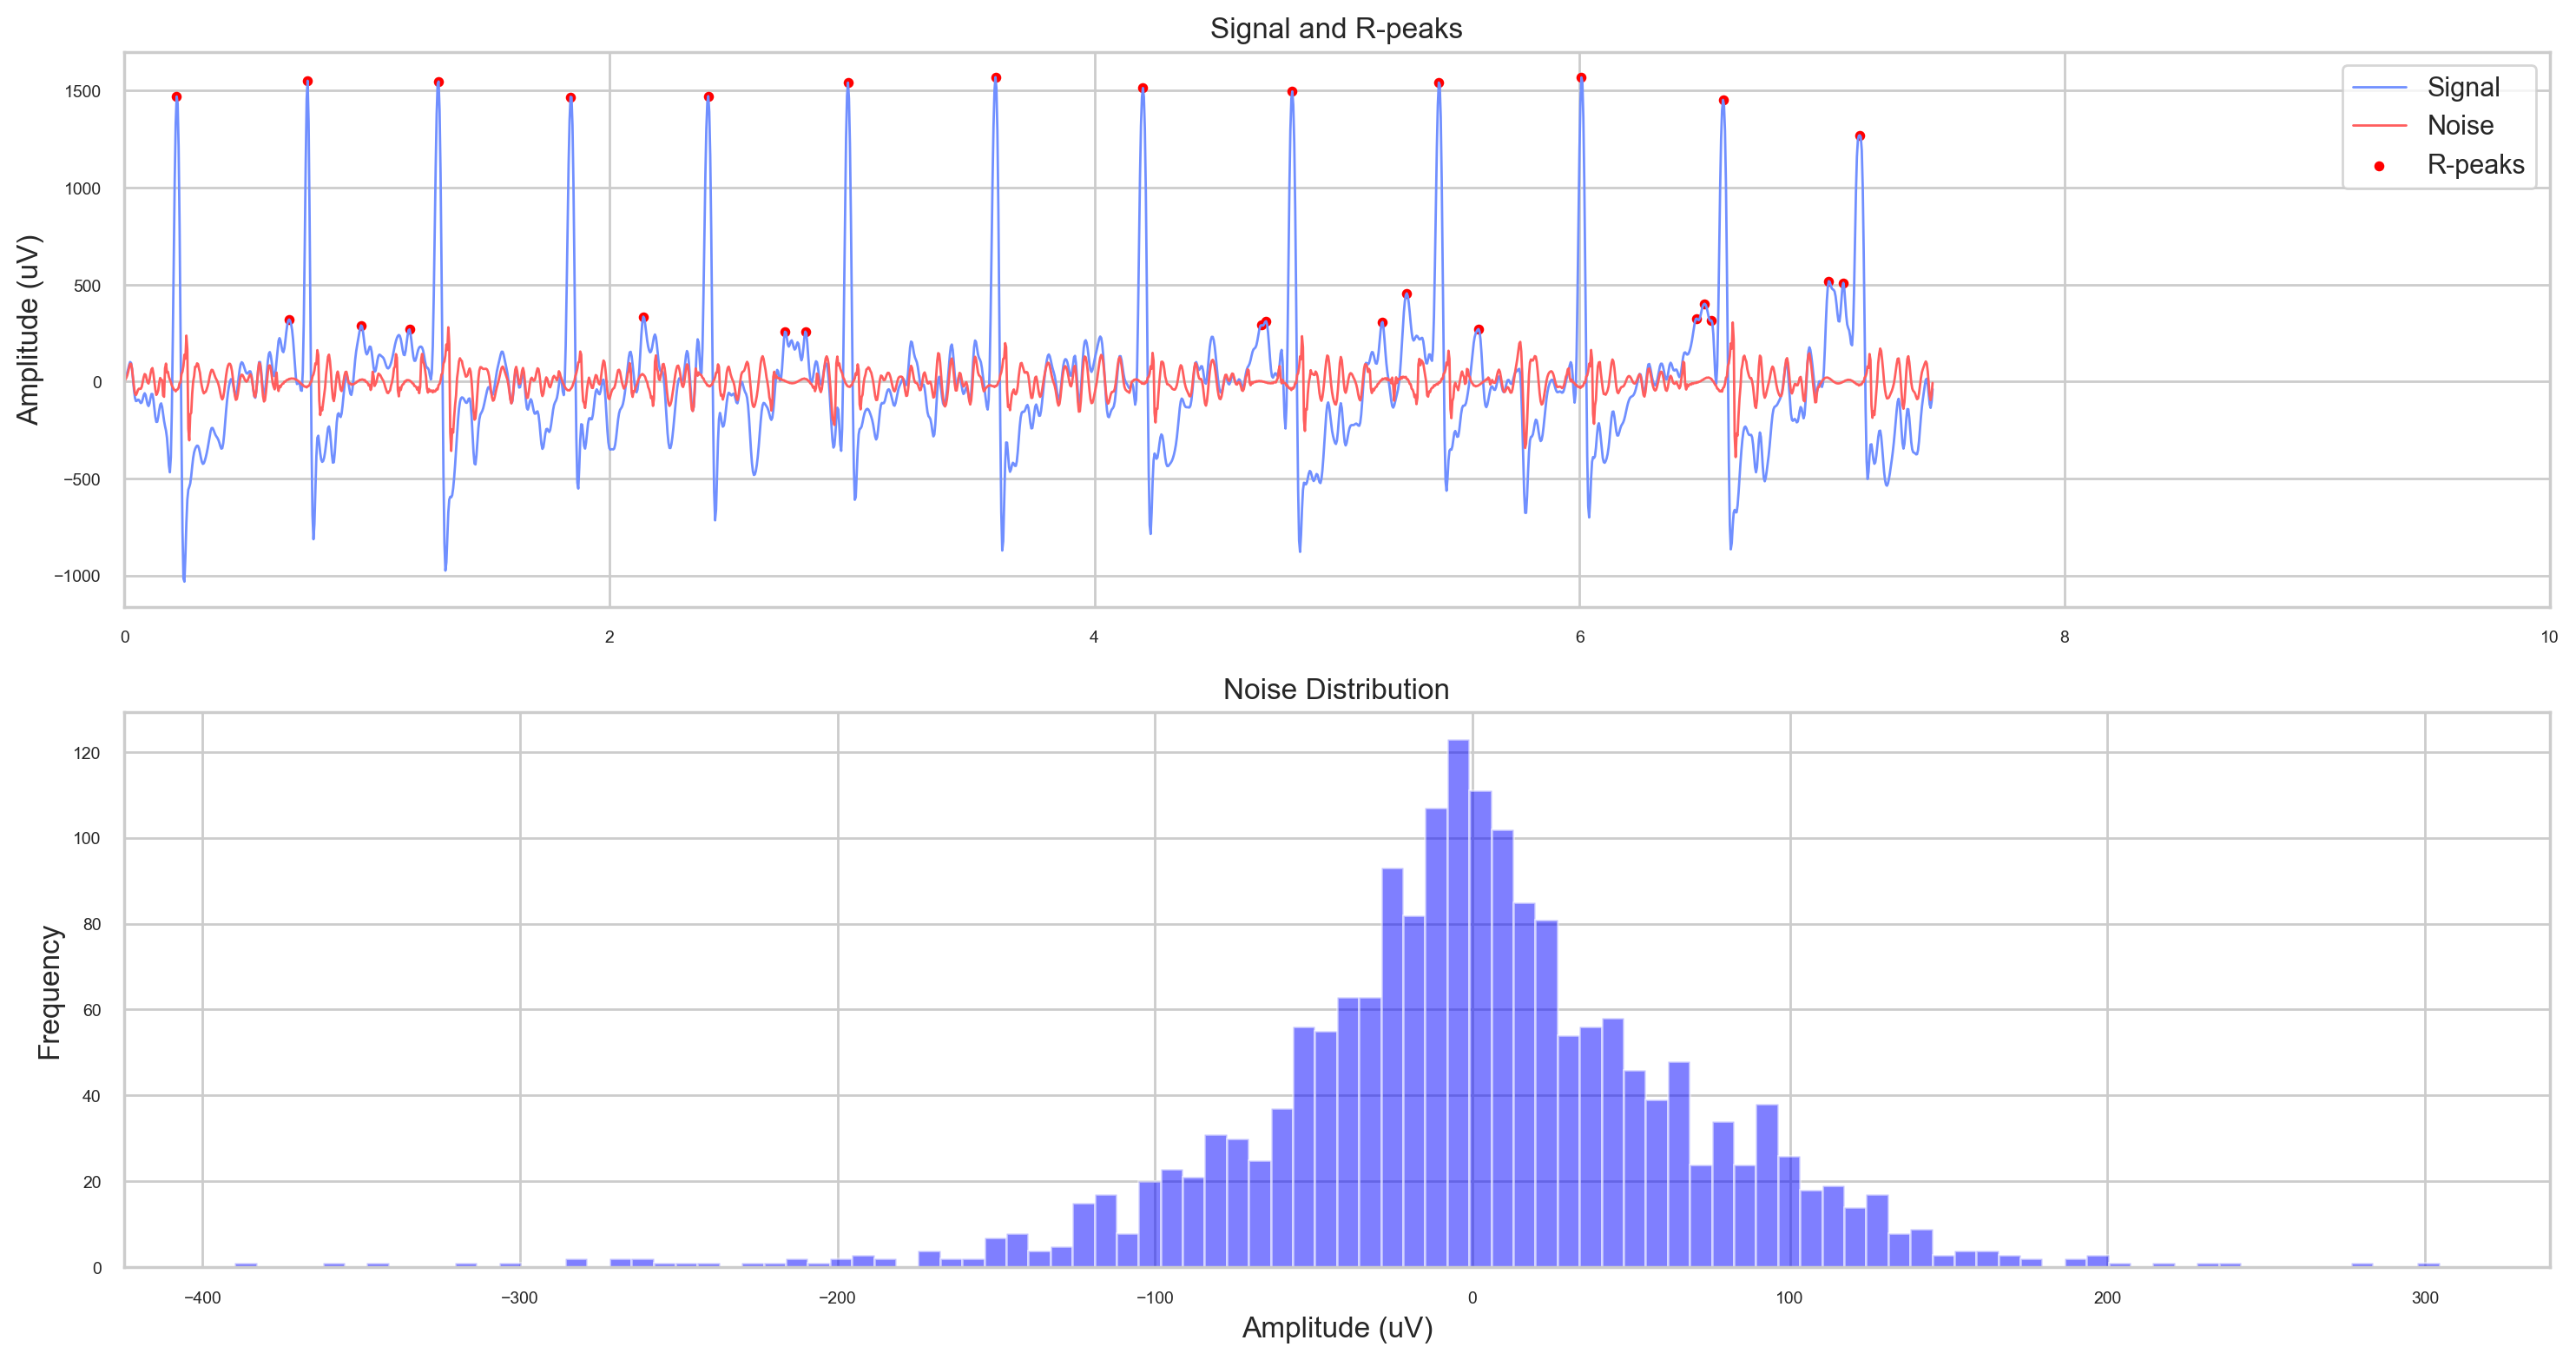 Signal and R-peaks
Amplitude (uV)
1500
1000
500
0
−500
−1000
0 2 4 6 8 10
Signal
Noise
R-peaks
Noise Distribution
Frequency
120
100
80
60
40
20
0
−400 −300 −200 −100 0 100 200 300
Amplitude (uV)